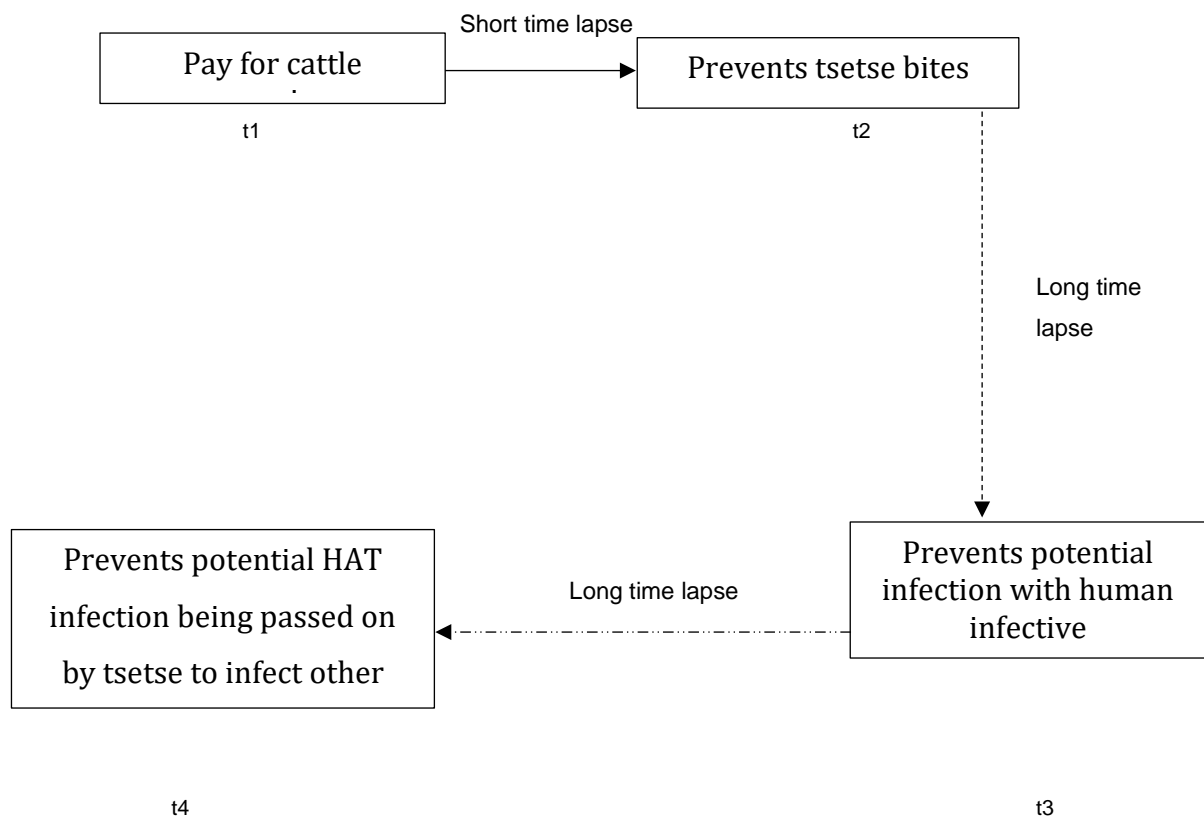 Short time lapse
Pay for cattle
.
Prevents tsetse bites
t1
t2
Long time
lapse
Prevents potential HAT
infection being passed on
by tsetse to infect other
Long time lapse
Prevents potential
infection with human
infective
t4
t3